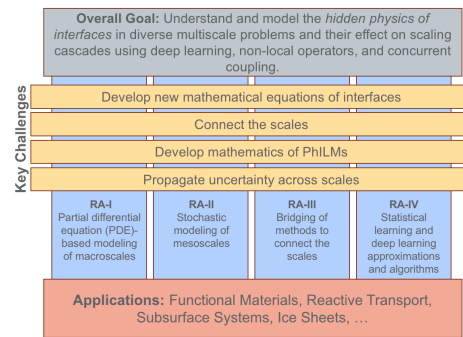 Overall Goal: Understand and model the hidden physics of
interfaces in diverse multiscale problems and their effect on scaling
cascades using deep learning, non-local operators, and concurrent
coupling.
Key Challenges
Develop new mathematical equations of interfaces
Connect the scales
Develop mathematics of PhILMs
Propagate uncertainty across scales
RA-I
Partial differential
equation (PDE)-
based modeling
of macroscales
RA-II
Stochastic
modeling of
mesoscales
RA-III
Bridging of
methods to
connect the
scales
RA-IV
Statistical
learning and
deep learning
approximations
and algorithms
Applications: Functional Materials, Reactive Transport,
Subsurface Systems, Ice Sheets, …